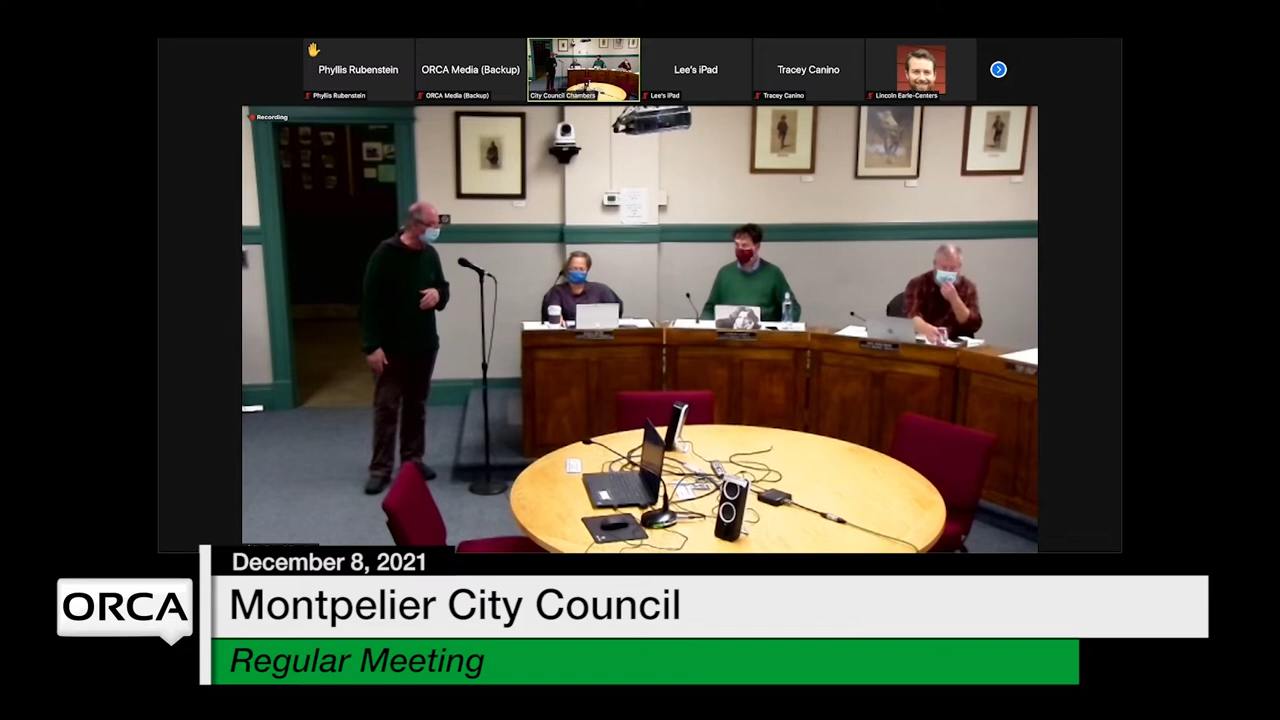 Phyllis Rubenstein
ORCA Media (Backup)
Lee's iPad
Tracey Canino
Phyllis Rubenstein
ORCA Media (Backup)
City Council Chambers
Lee's iPad
Tracey Canino
Lincoln Earle-Centers
Recording
December 8, 2021
ORCA
Montpelier City Council
Regular Meeting